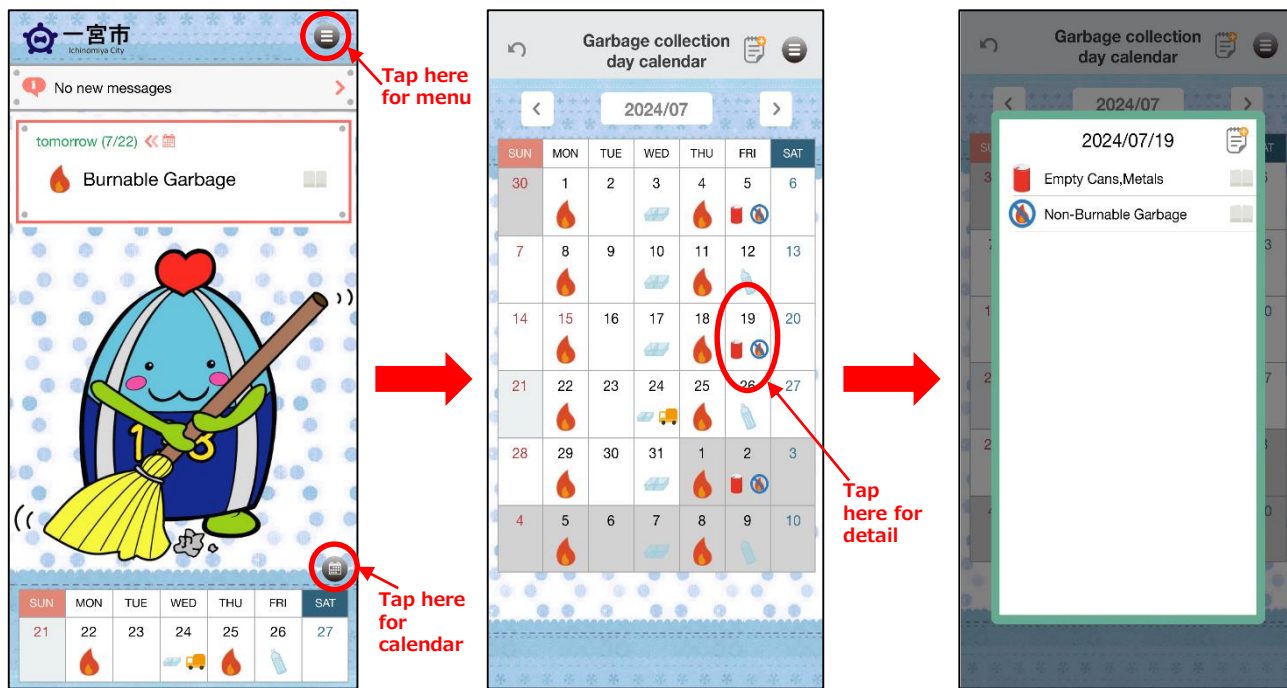 一宮市
Ichinomiya City
No new messages
tomorrow (7/22)
Burnable Garbage
1 3
SUN MON TUE WED THU FRI SAT
21 22 23 24 25 26 27
Tap here
for menu
Tap here
for
calendar
Garbage collection
day calendar
2024/07
SUN MON TUE WED THU FRI SAT
30 1 2 3 4 5 6
7 8 9 10 11 12 13
14 15 16 17 18 19 20
21 22 23 24 25 26 27
28 29 30 31 1 2 3
4 5 6 7 8 9 10
Tap
here for
detail
Garbage collection
day calendar
2024/07
2024/07/19
Empty Cans,Metals
Non-Burnable Garbage